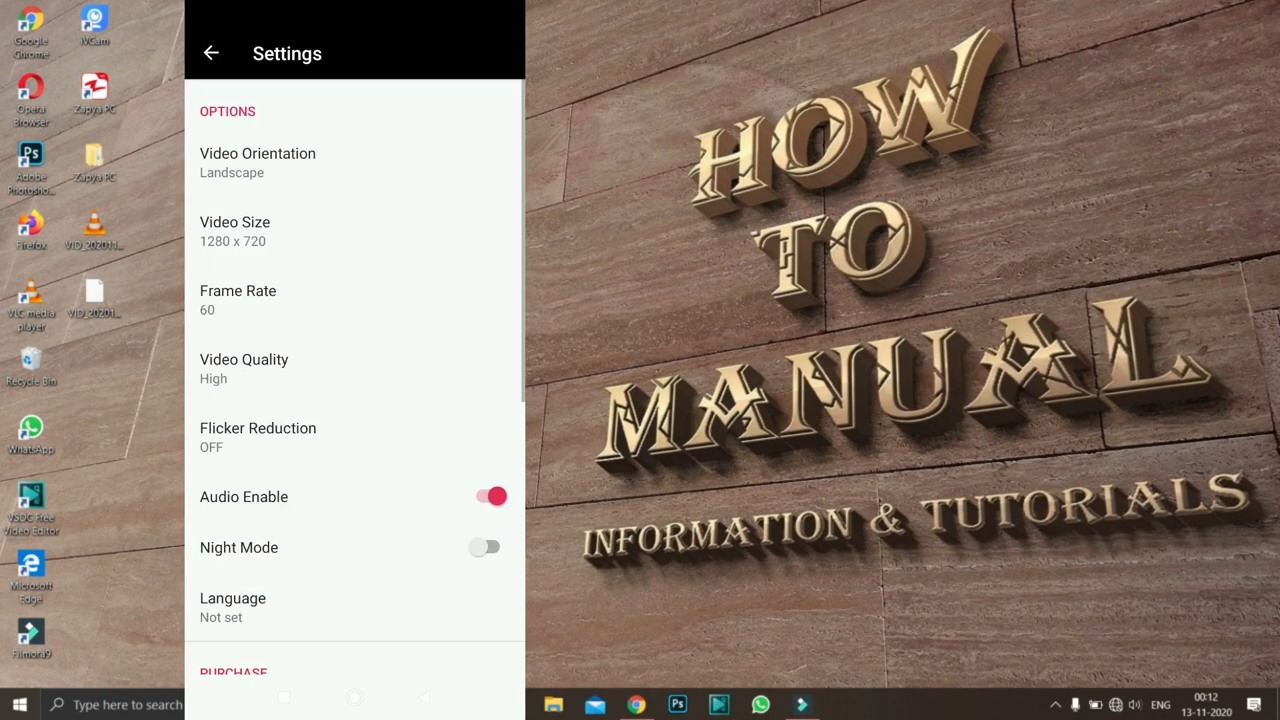 Google
Chrome
iVCam
Opera
Browser
Zapya PC
Adobe
Photosho...
Zapya PC
Firefox
VID_202011...
VLC media
player
VID_20201...
Recycle Bin
WhatsApp
VSDC Free
Video Editor
Microsoft
Edge
Filmora9
Settings
OPTIONS
Video Orientation
Landscape
Video Size
1280 x 720
Frame Rate
60
Video Quality
High
Flicker Reduction
OFF
Audio Enable
Night Mode
Language
Not set
PURCHASE
HOW
TO
MANUAL
INFORMATION & TUTORIALS
Type here to search
Ps
ENG
00:12
13-11-2020